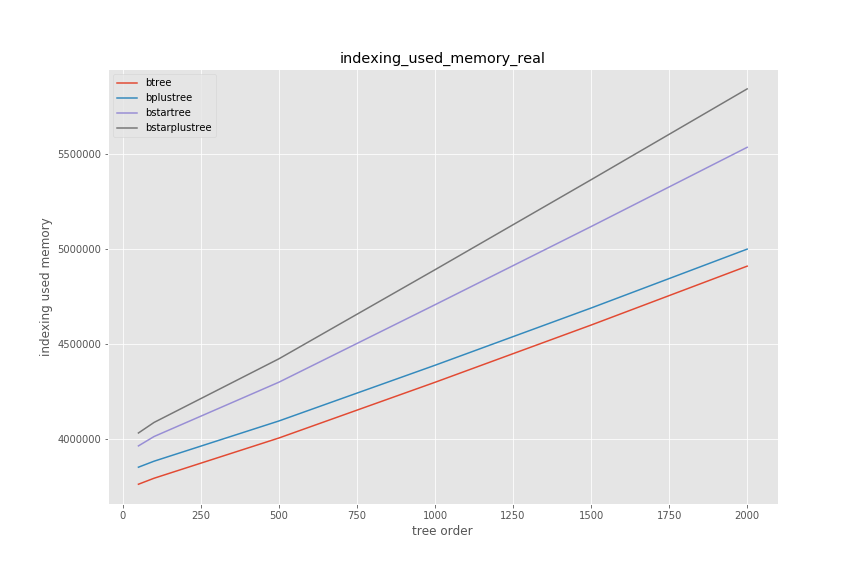 indexing_used_memory_real
btree
bplustree
bstartree
bstarplustree
indexing used memory
5500000
5000000
4500000
4000000
0 250 500 750 1000 1250 1500 1750 2000
tree order